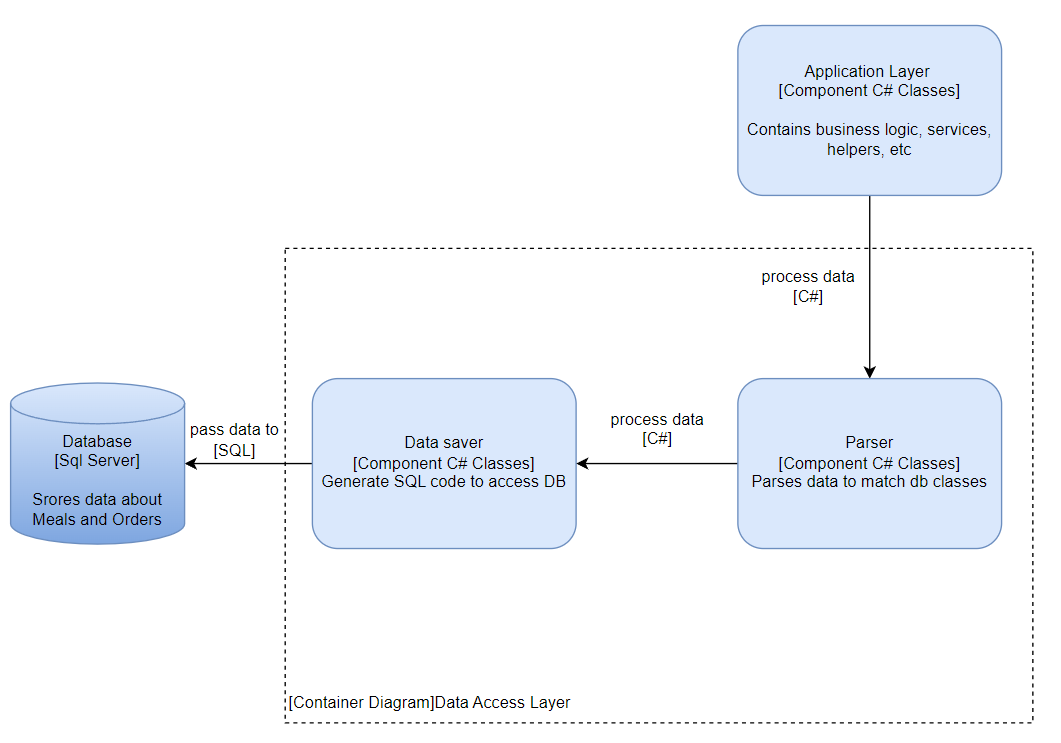 Application Layer
[Component C# Classes]
Contains business logic, services,
helpers, etc
process data
[C#]
Database
[Sql Server]
Srores data about
Meals and Orders
pass data to
[SQL]
Data saver
[Component C# Classes]
Generate SQL code to access DB
process data
[C#]
Parser
[Component C# Classes]
Parses data to match db classes
[Container Diagram]Data Access Layer